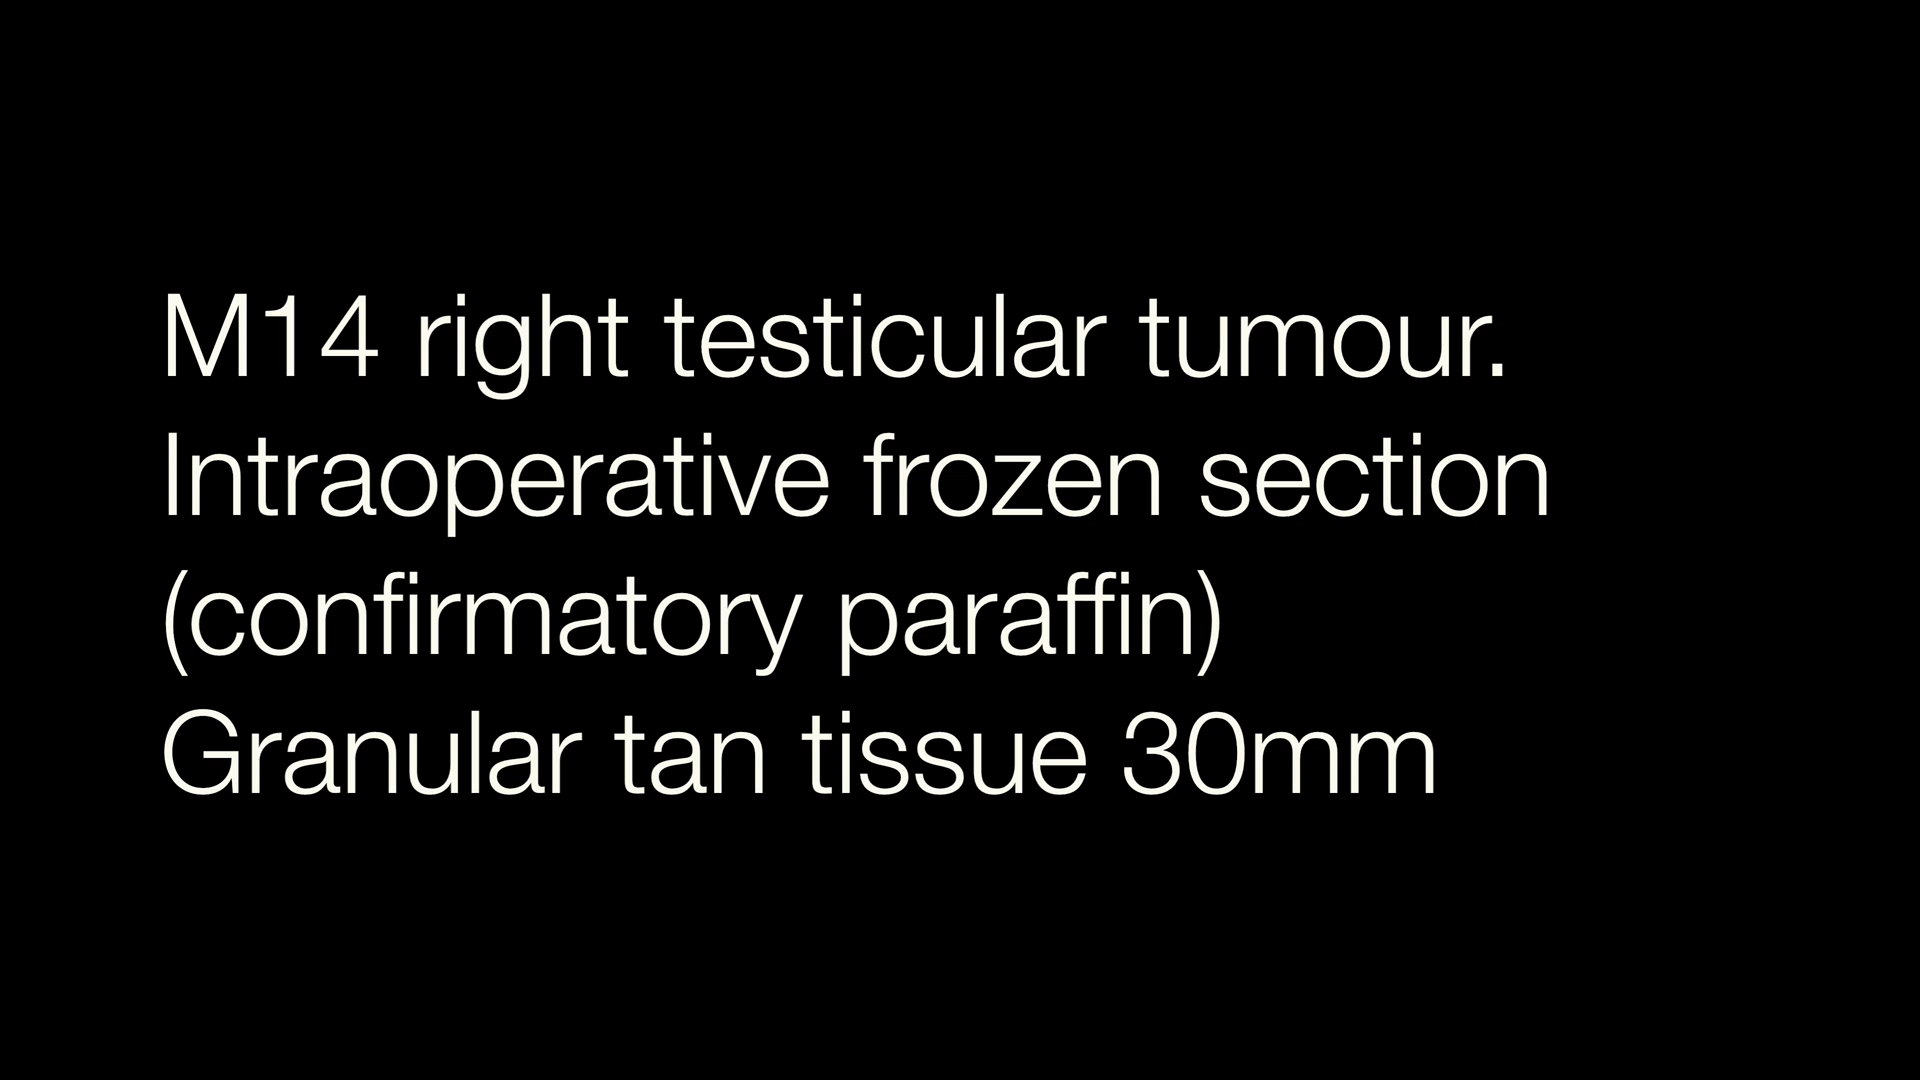 M14 right testicular tumour.
Intraoperative frozen section
(confirmatory paraffin)
Granular tan tissue 30mm